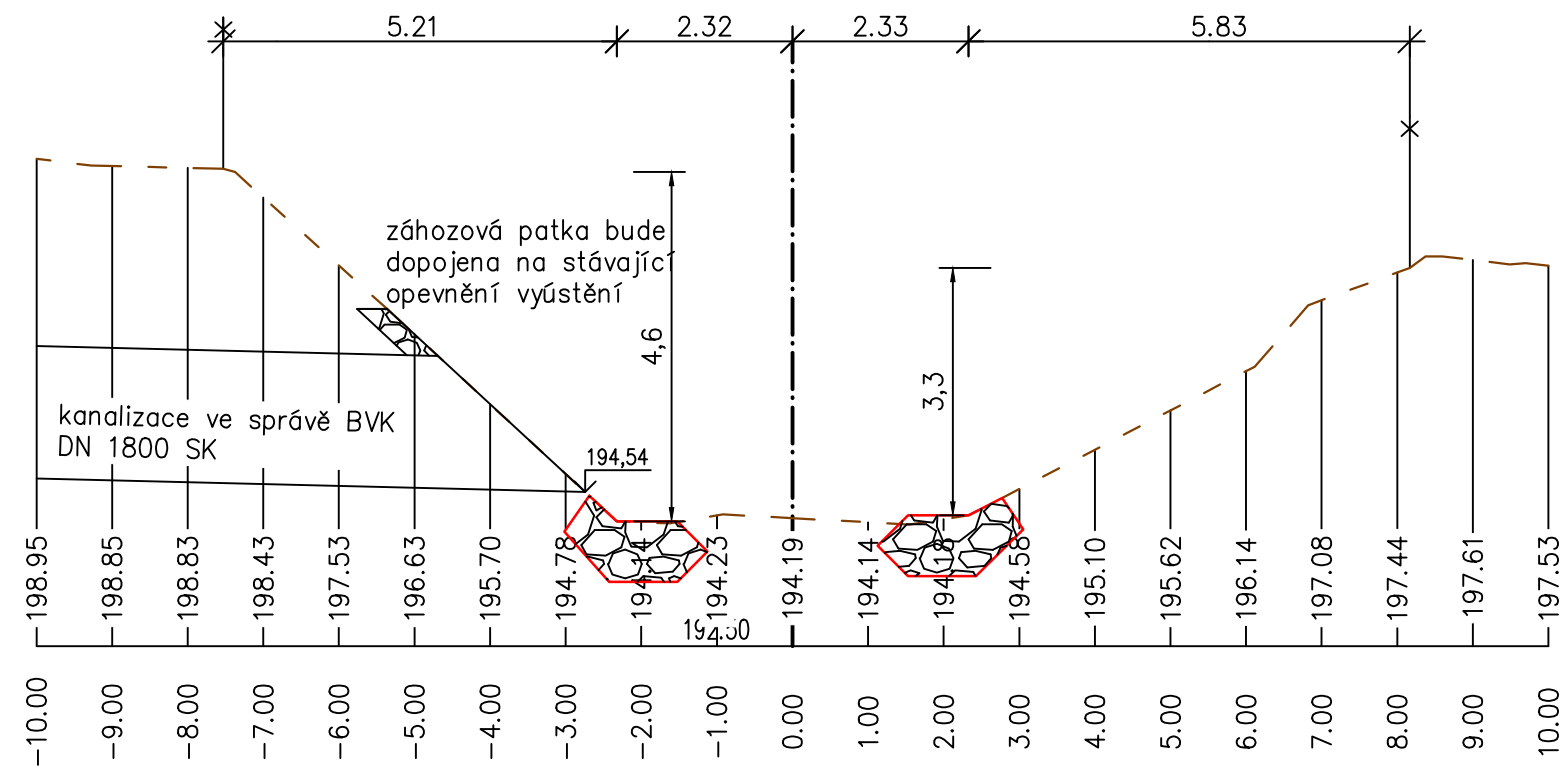 5.21 2.32 2.33 5.83
záhozová patka bude
dopojena na stávající
opevnění vyústění
4,6
3,3
kanalizace ve správě BVK
DN 1800 SK
194,54
198.95 198.85 198.83 198.43 197.53 196.63 195.70 194.78 194.23 194.19 194.14 194.58 195.10 195.62 196.14 197.08 197.44 197.61 197.53
-10.00 -9.00 -8.00 -7.00 -6.00 -5.00 -4.00 -3.00 -2.00 -1.00 0.00 1.00 2.00 3.00 4.00 5.00 6.00 7.00 8.00 9.00 10.00